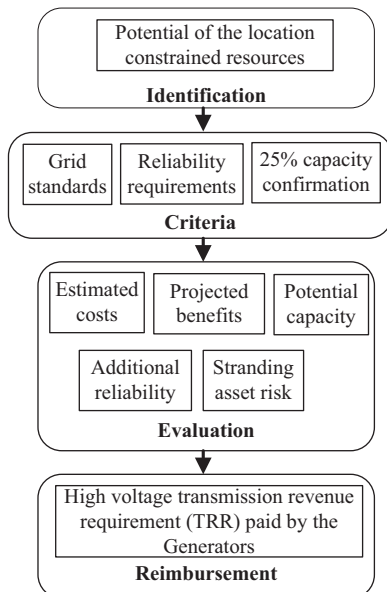 Potential of the location
constrained resources
Identification
Grid
standards
Reliability
requirements
25% capacity
confirmation
Criteria
Estimated
costs
Projected
benefits
Potential
capacity
Additional
reliability
Stranding
asset risk
Evaluation
High voltage transmission revenue
requirement (TRR) paid by the
Generators
Reimbursement